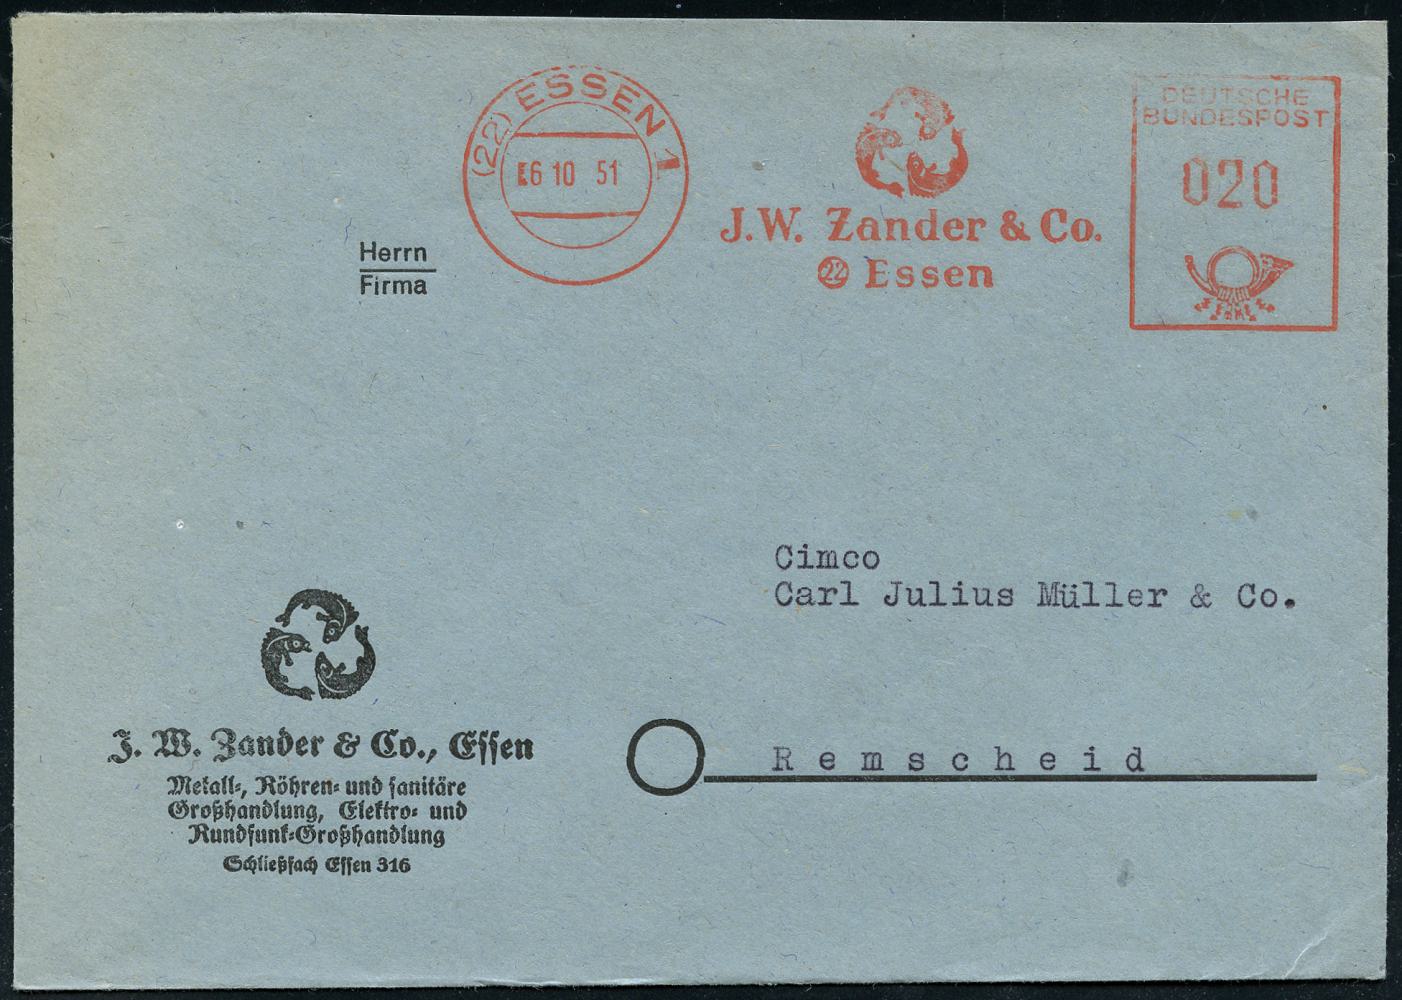 (22) ESSEN 1
6 10 51
J. W. Zander & Co.
22 Essen
DEUTSCHE
BUNDESPOST
020
Herrn
Firma
Cimco
Carl Julius Müller & Co.
Remscheid
J. W. Zander & Co., Essen
Metall-, Röhren- und sanitäre
Großhandlung, Elektro- und
Rundfunk-Großhandlung
Schließfach Essen 316